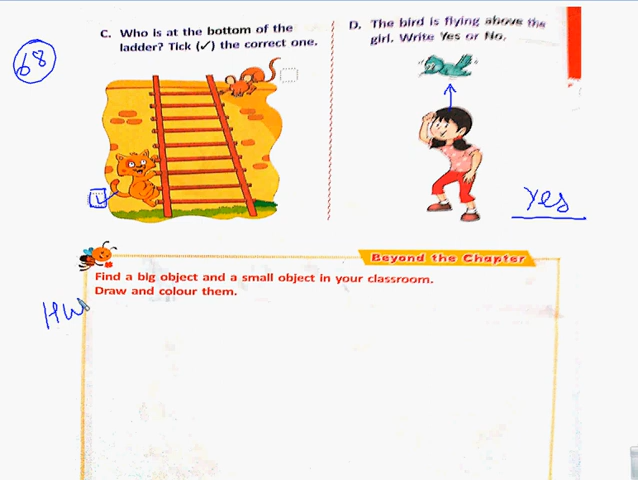 68
C. Who is at the bottom of the
ladder? Tick (✓) the correct one.
D. The bird is flying above the
girl. Write Yes or No.
Yes
Beyond the Chapter
Find a big object and a small object in your classroom.
Draw and colour them.